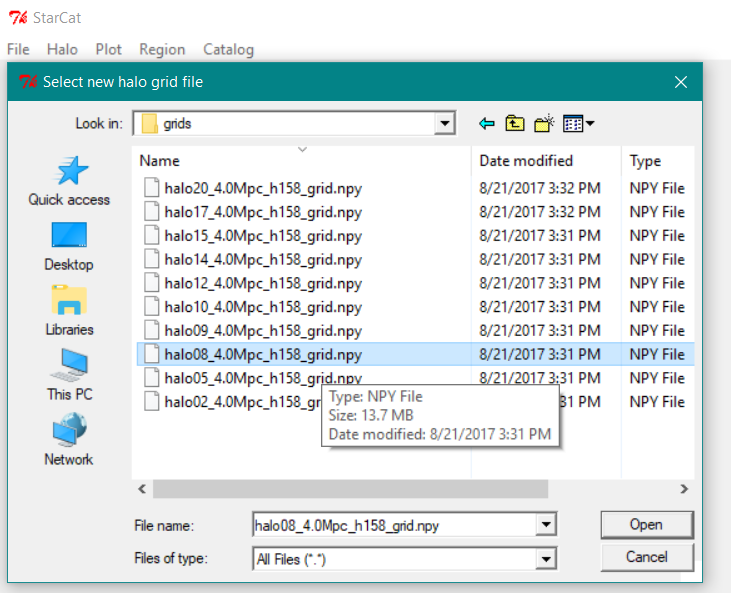 StarCat
File Halo Plot Region Catalog
Select new halo grid file
Look in: grids
Name Date modified Type
halo20_4.0Mpc_h158_grid.npy 8/21/2017 3:32 PM NPY File
halo17_4.0Mpc_h158_grid.npy 8/21/2017 3:32 PM NPY File
halo15_4.0Mpc_h158_grid.npy 8/21/2017 3:31 PM NPY File
halo14_4.0Mpc_h158_grid.npy 8/21/2017 3:31 PM NPY File
halo12_4.0Mpc_h158_grid.npy 8/21/2017 3:31 PM NPY File
halo10_4.0Mpc_h158_grid.npy 8/21/2017 3:31 PM NPY File
halo09_4.0Mpc_h158_grid.npy 8/21/2017 3:31 PM NPY File
halo08_4.0Mpc_h158_grid.npy 8/21/2017 3:31 PM NPY File
halo05_4.0Mpc_h158_grid.npy 8/21/2017 3:31 PM NPY File
halo02_4.0Mpc_h158_gr 3:31 PM NPY File
Type: NPY File
Size: 13.7 MB
Date modified: 8/21/2017 3:31 PM
Quick access
Desktop
Libraries
This PC
Network
File name: halo08_4.0Mpc_h158_grid.npy Open
Files of type: All Files (*.*) Cancel